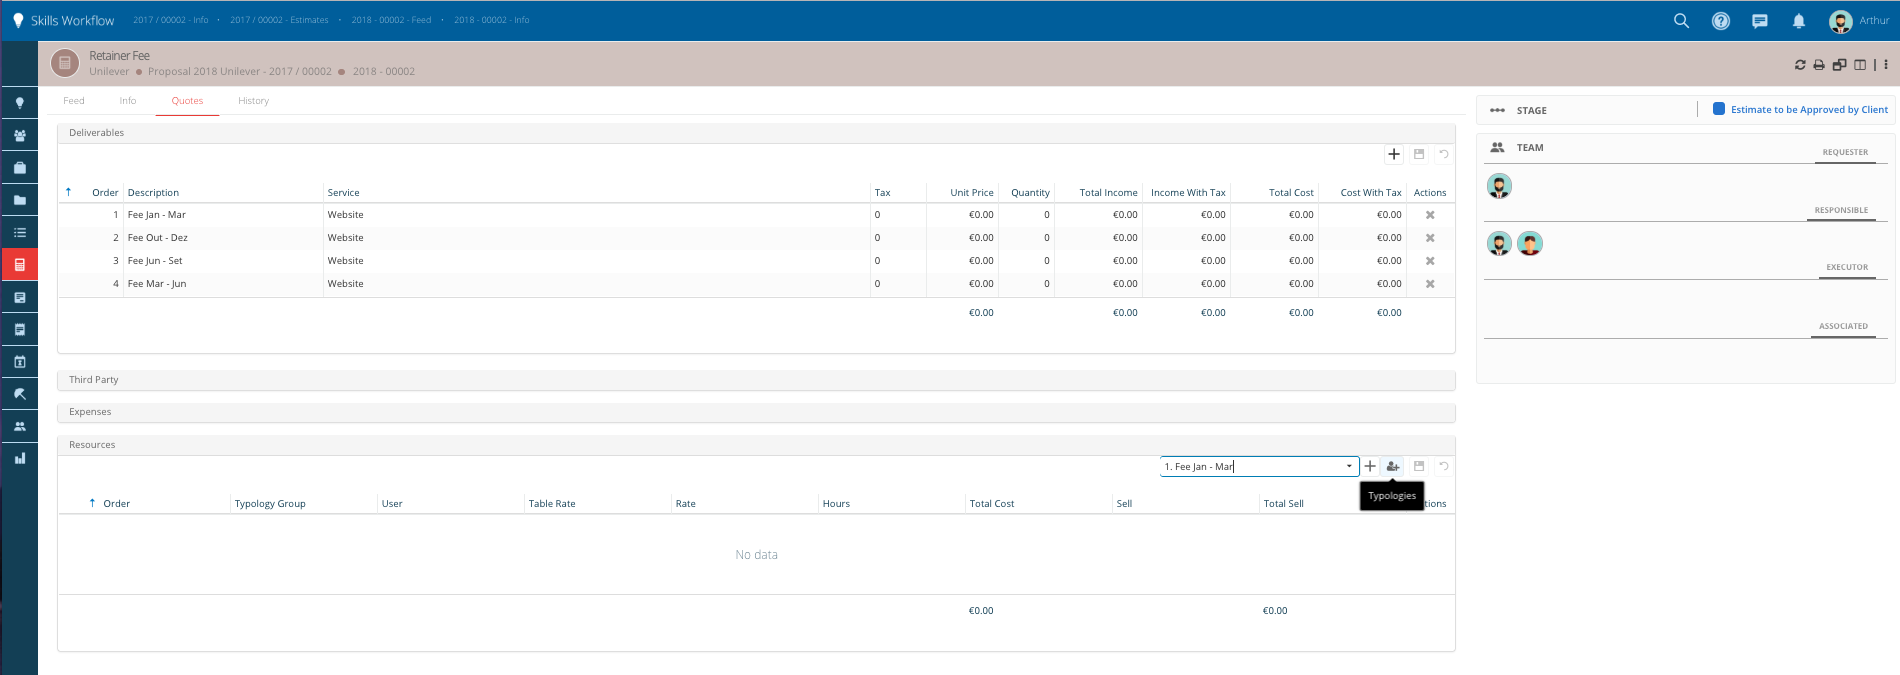 Skills Workflow 2017 / 00002 - Info • 2017 / 00002 - Estimates • 2018 - 00002 - Feed • 2018 - 00002 - Info Arthur
Retainer Fee
Unilever ● Proposal 2018 Unilever - 2017 / 00002 ● 2018 - 00002
Feed Info Quotes History
Deliverables
Order Description Service Tax Unit Price Quantity Total Income Income With Tax Total Cost Cost With Tax Actions
1 Fee Jan - Mar Website 0 €0.00 0 €0.00 €0.00 €0.00 €0.00
2 Fee Out - Dez Website 0 €0.00 0 €0.00 €0.00 €0.00 €0.00
3 Fee Jun - Set Website 0 €0.00 0 €0.00 €0.00 €0.00 €0.00
4 Fee Mar - Jun Website 0 €0.00 0 €0.00 €0.00 €0.00 €0.00
€0.00 €0.00 €0.00 €0.00 €0.00
Third Party
Expenses
Resources
1. Fee Jan - Mar
Typologies
Order Typology Group User Table Rate Rate Hours Total Cost Sell Total Sell tions
No data
€0.00 €0.00
STAGE Estimate to be Approved by Client
TEAM
REQUESTER
RESPONSIBLE
EXECUTOR
ASSOCIATED